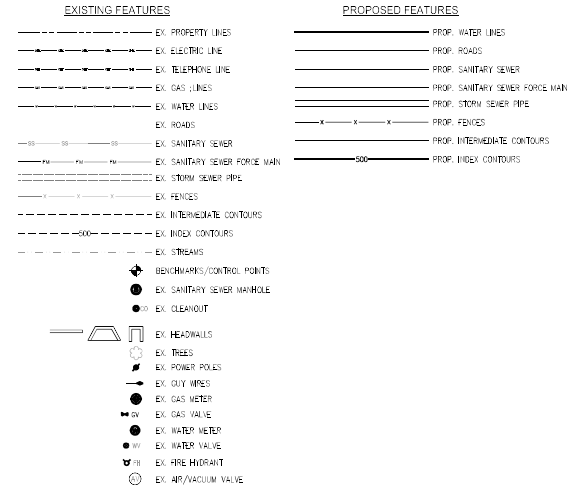 EXISTING FEATURES
EX. PROPERTY LINES
EX. ELECTRIC LINE
EX. TELEPHONE LINE
EX. GAS ;LINES
X X X X X X EX. WATER LINES
EX. ROADS
SS SS SS EX. SANITARY SEWER
FM FM FM EX. SANITARY SEWER FORCE MAIN
EX. STORM SEWER PIPE
X X X EX. FENCES
EX. INTERMEDIATE CONTOURS
500 EX. INDEX CONTOURS
EX. STREAMS
BENCHMARKS/CONTROL POINTS
EX. SANITARY SEWER MANHOLE
CO EX. CLEANOUT
EX. HEADWALLS
EX. TREES
EX. POWER POLES
EX. GUY WIRES
EX. GAS METER
GV EX. GAS VALVE
EX. WATER METER
WV EX. WATER VALVE
FH EX. FIRE HYDRANT
AV EX. AIR/VACUUM VALVE
PROPOSED FEATURES
PROP. WATER LINES
PROP. ROADS
PROP. SANITARY SEWER
PROP. SANITARY SEWER FORCE MAIN
PROP. STORM SEWER PIPE
X X X PROP. FENCES
PROP. INTERMEDIATE CONTOURS
500 PROP. INDEX CONTOURS